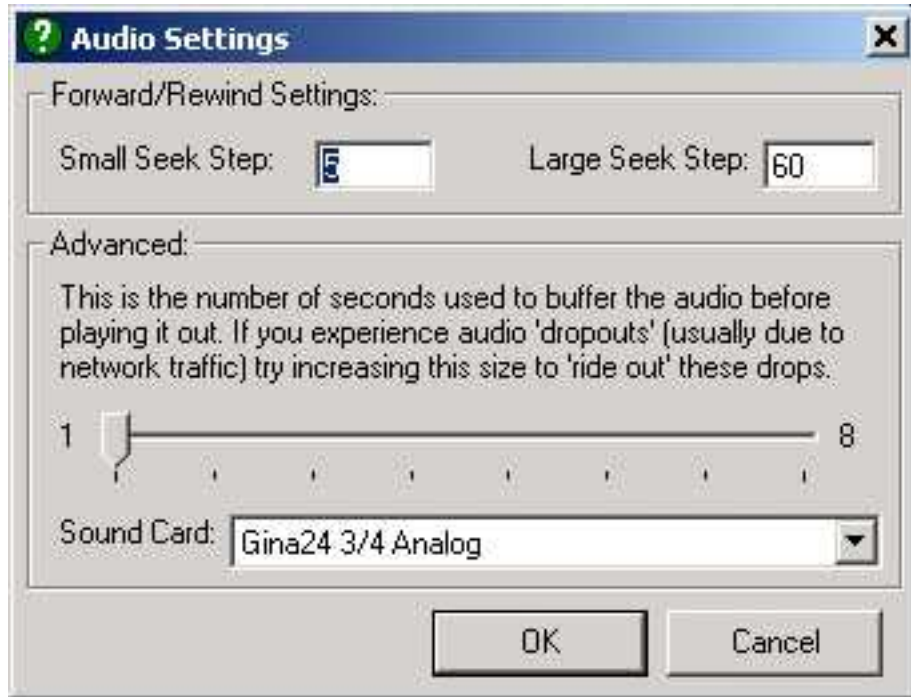 ? Audio Settings
Forward/Rewind Settings:
Small Seek Step: 5 Large Seek Step: 60
Advanced:
This is the number of seconds used to buffer the audio before
playing it out. If you experience audio 'dropouts' (usually due to
network traffic) try increasing this size to 'ride out' these drops.
1 8
Sound Card: Gina24 3/4 Analog
OK Cancel